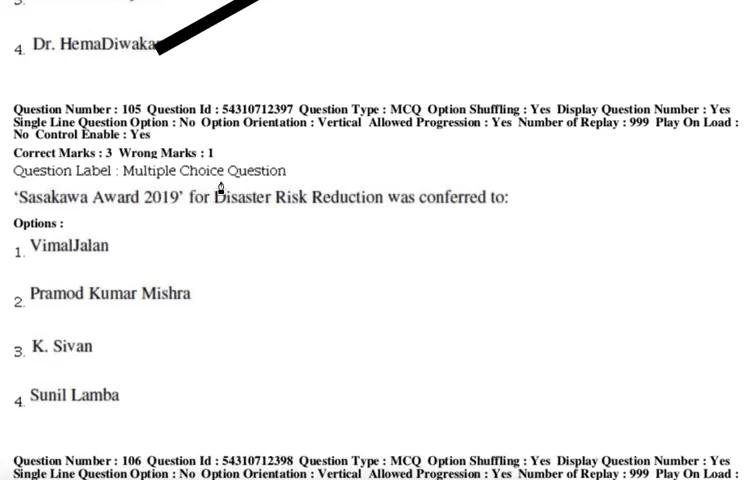 4. Dr. HemaDiwaka
Question Number : 105 Question Id : 54310712397 Question Type : MCQ Option Shuffling : Yes Display Question Number : Yes
Single Line Question Option : No Option Orientation : Vertical Allowed Progression : Yes Number of Replay : 999 Play On Load :
No Control Enable : Yes
Correct Marks : 3 Wrong Marks : 1
Question Label : Multiple Choice Question
‘Sasakawa Award 2019’ for Disaster Risk Reduction was conferred to:
Options :
1. VimalJalan
2. Pramod Kumar Mishra
3. K. Sivan
4. Sunil Lamba
Question Number : 106 Question Id : 54310712398 Question Type : MCQ Option Shuffling : Yes Display Question Number : Yes
Single Line Question Option : No Option Orientation : Vertical Allowed Progression : Yes Number of Replay : 999 Play On Load :